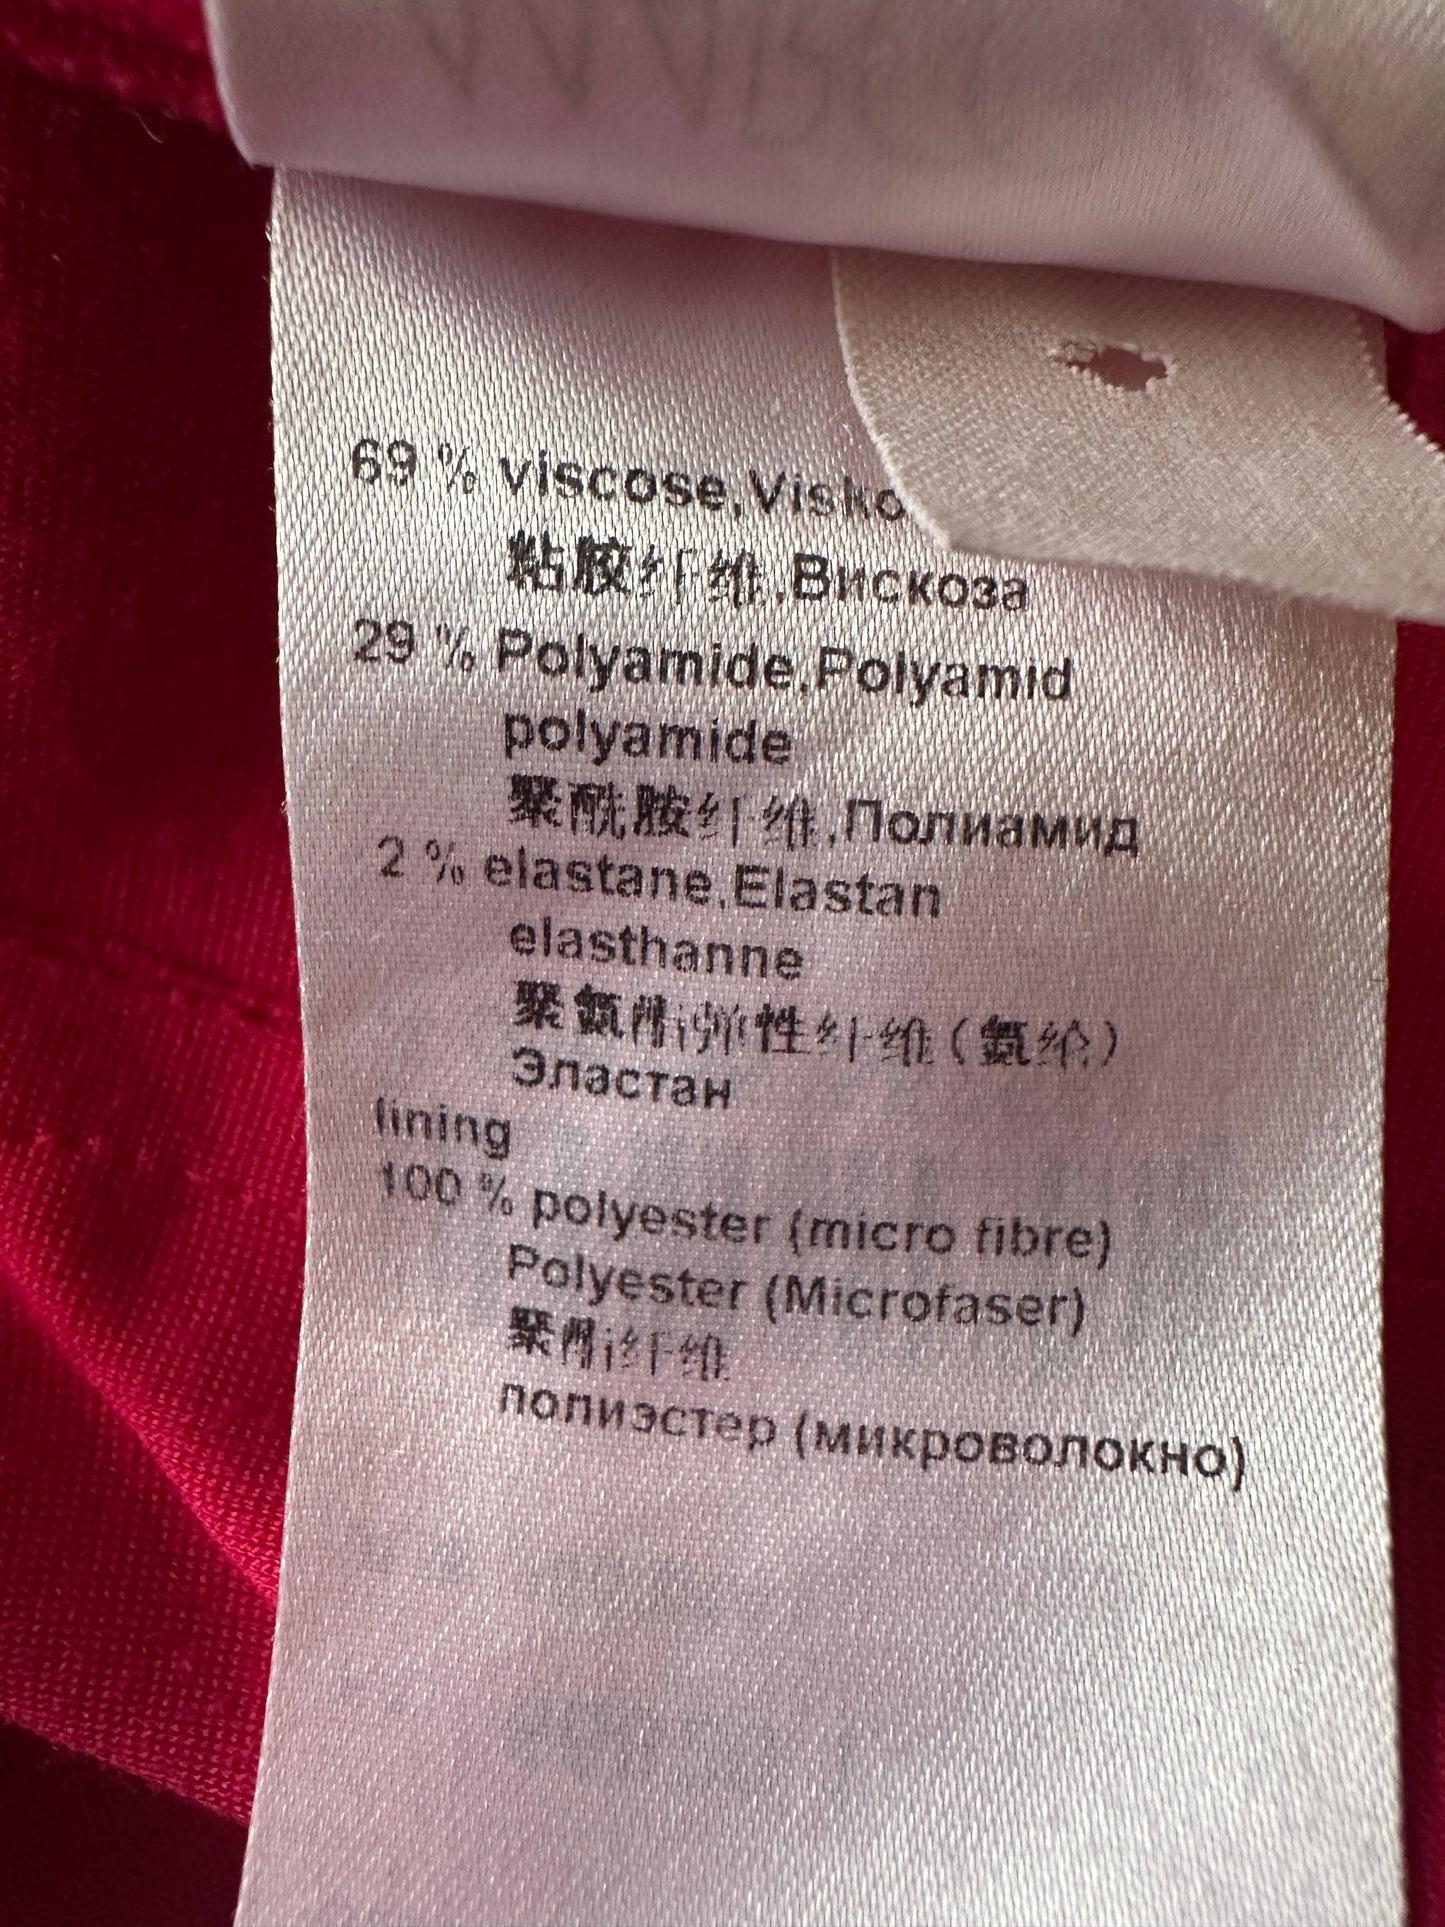 69 % viscose,Visko
粘胶纤维,Вискоза
29 % Polyamide,Polyamid
polyamide
聚酰胺纤维,Полиамид
2 % elastane,Elastan
elasthanne
聚氨酯弹性纤维(氨纶)
Эластан
lining
100 % polyester (micro fibre)
Polyester (Microfaser)
聚酯纤维
полиэстер (микроволокно)